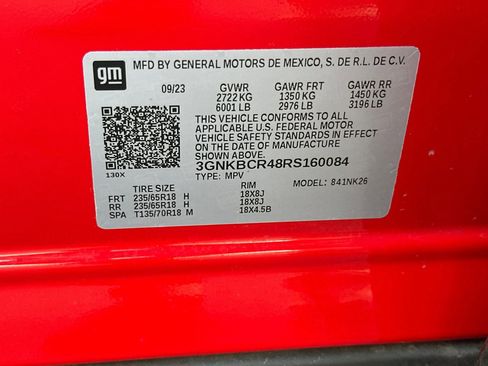 gm
MFD BY GENERAL MOTORS DE MEXICO, S. DE R.L. DE C.V.
09/23 GVWR GAWR FRT GAWR RR
2722 KG 1350 KG 1450 KG
6001 LB 2976 LB 3196 LB
THIS VEHICLE CONFORMS TO ALL
APPLICABLE U.S. FEDERAL MOTOR
VEHICLE SAFETY STANDARDS IN EFFECT
ON THE DATE OF MANUFACTURE
SHOWN ABOVE.
3GNKBCR48RS160084
130X TYPE: MPV MODEL: 841NK26
TIRE SIZE RIM
FRT 235/65R18 H 18X8J
RR 235/65R18 H 18X8J
SPA T135/70R18 M 18X4.5B